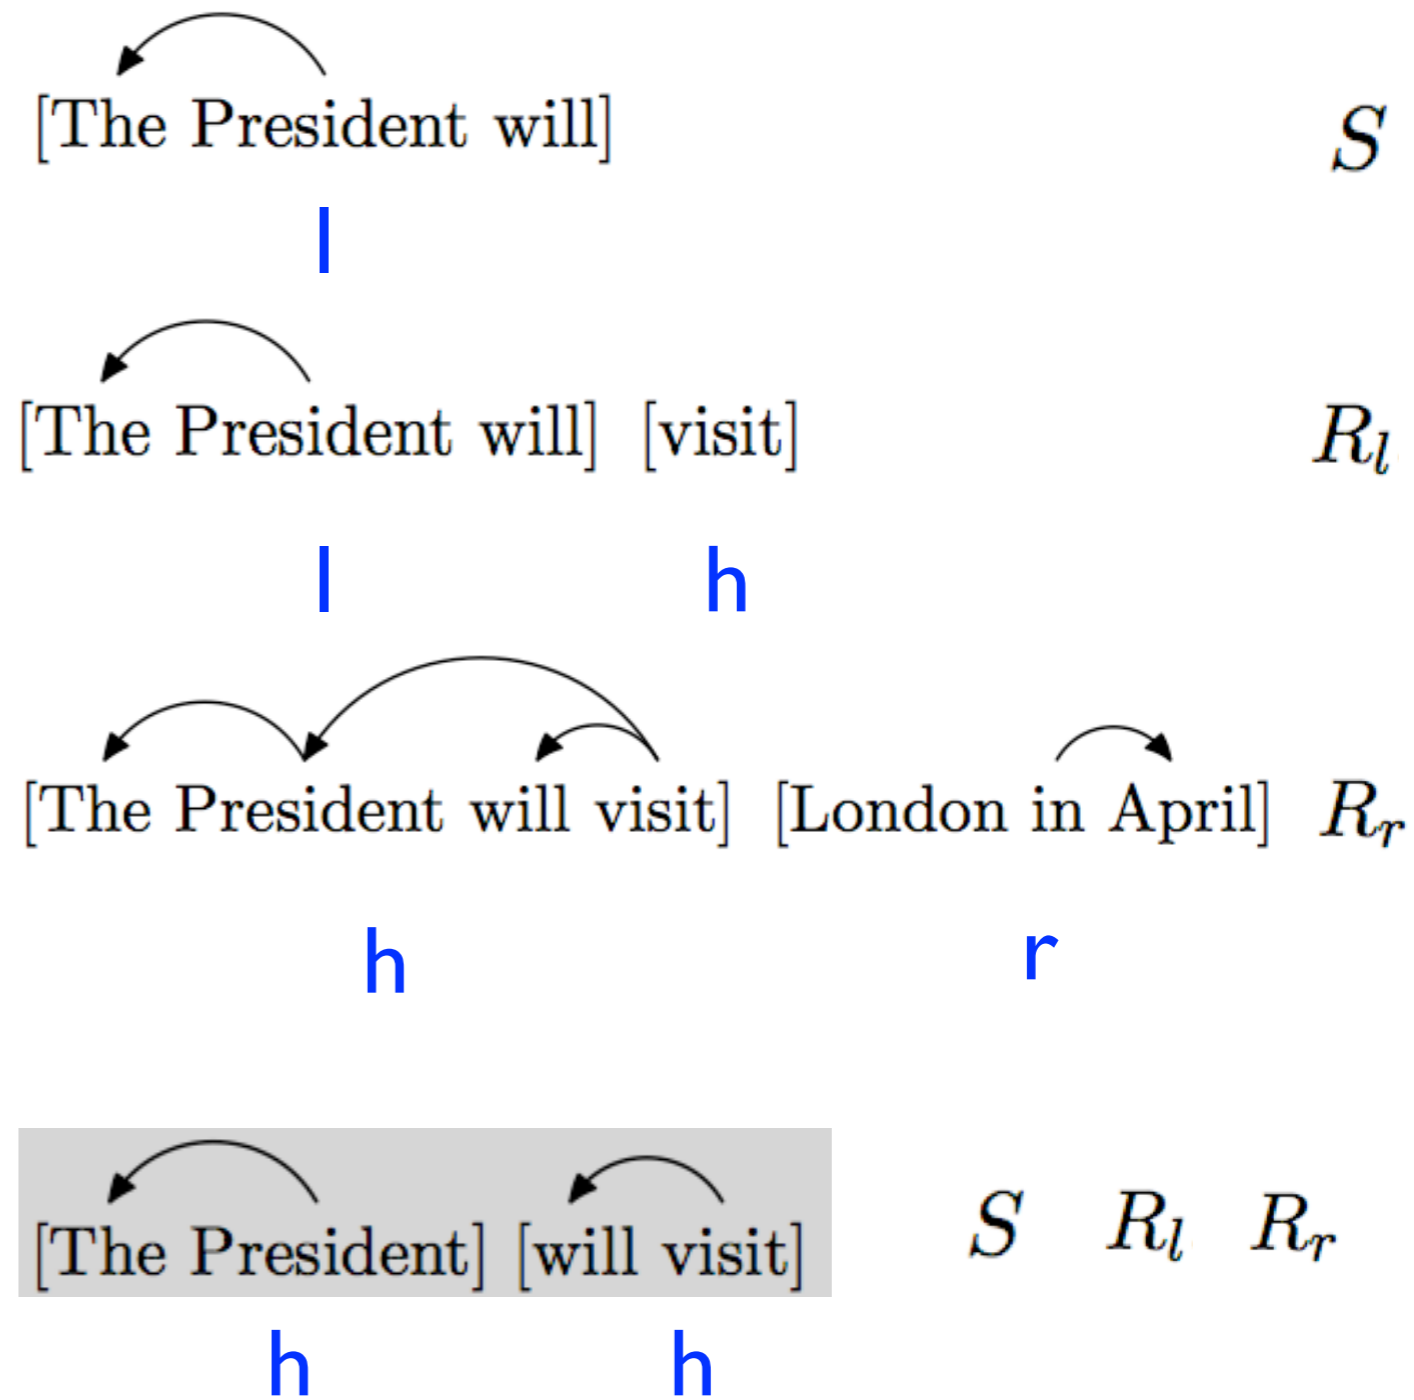 [The President will] S
l
[The President will] [visit] R_l
l h
[The President will visit] [London in April] R_r
h r
[The President] [will visit] S R_l R_r
h h